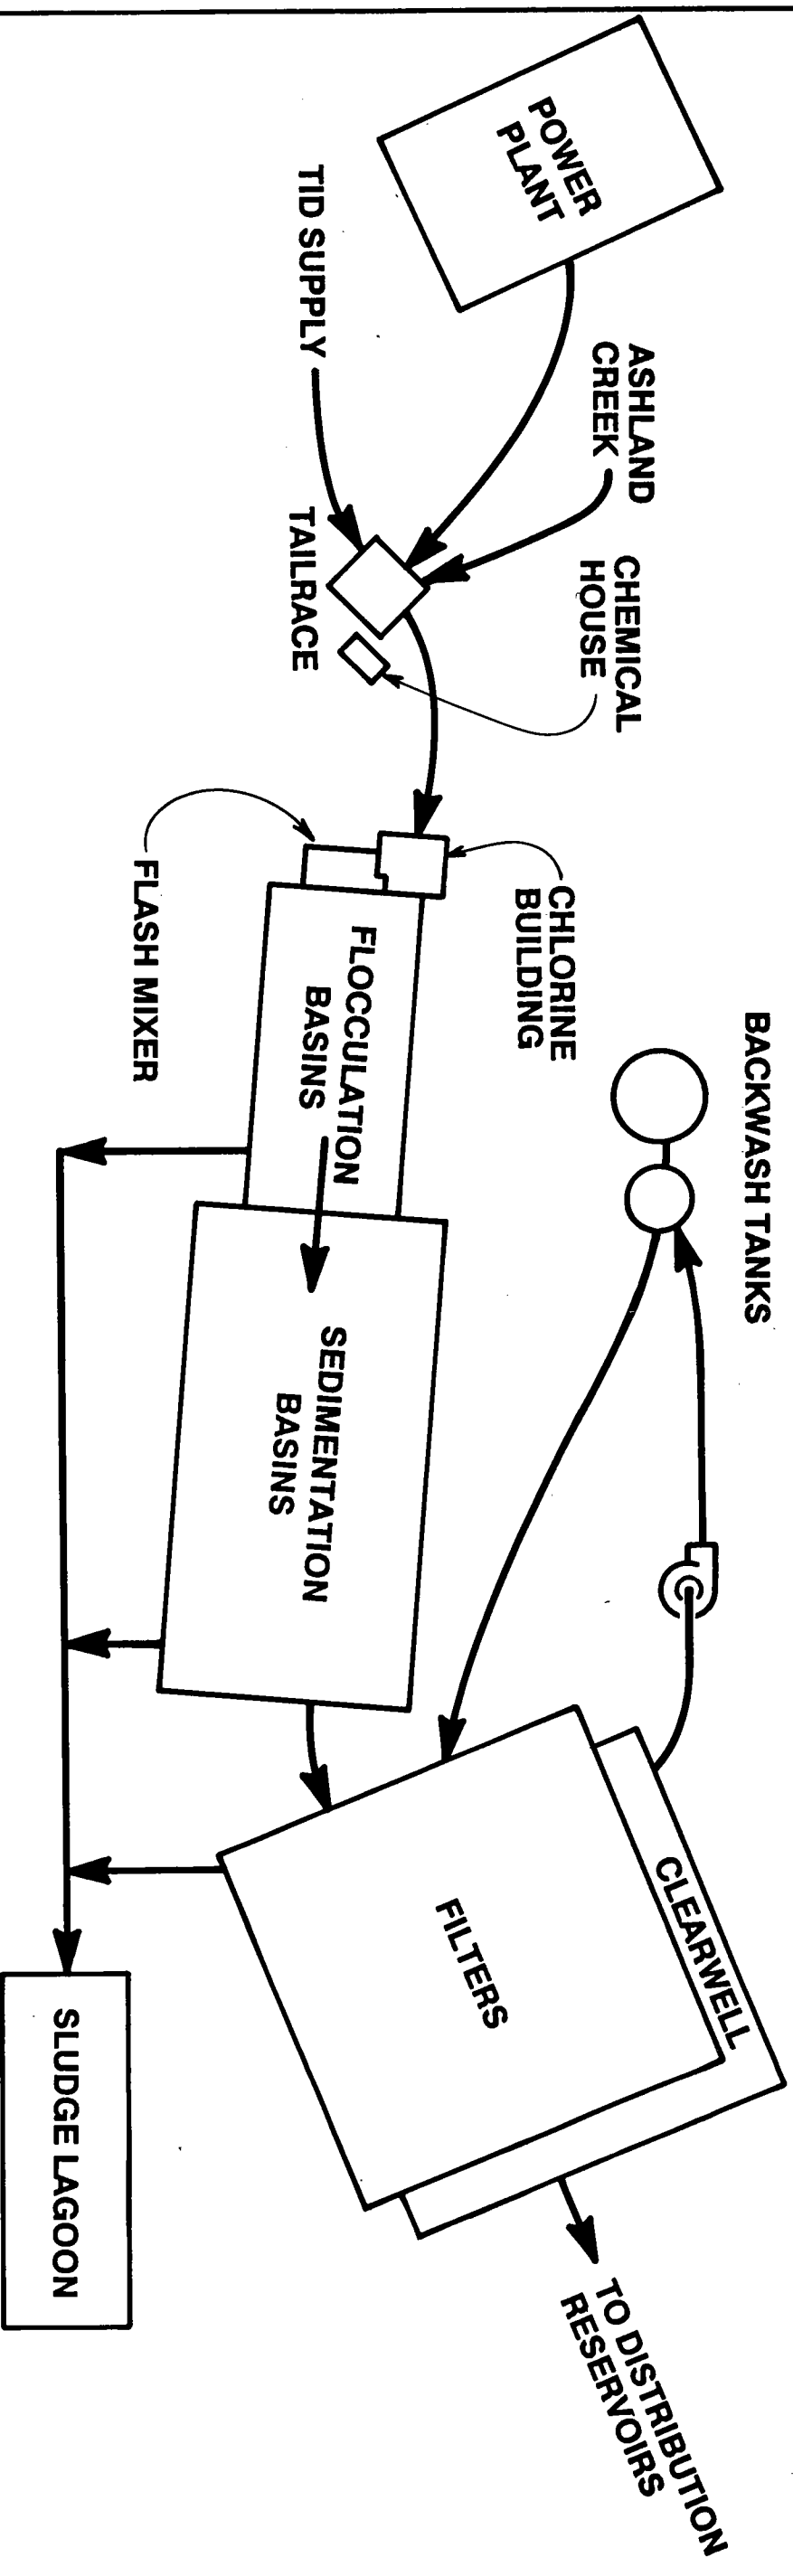 POWER
PLANT
TID SUPPLY
ASHLAND
CREEK
TAILRACE
CHEMICAL
HOUSE
FLASH MIXER
CHLORINE
BUILDING
FLOCCULATION
BASINS
BACKWASH TANKS
SEDIMENTATION
BASINS
CLEARWELL
FILTERS
SLUDGE LAGOON
TO DISTRIBUTION
RESERVOIRS